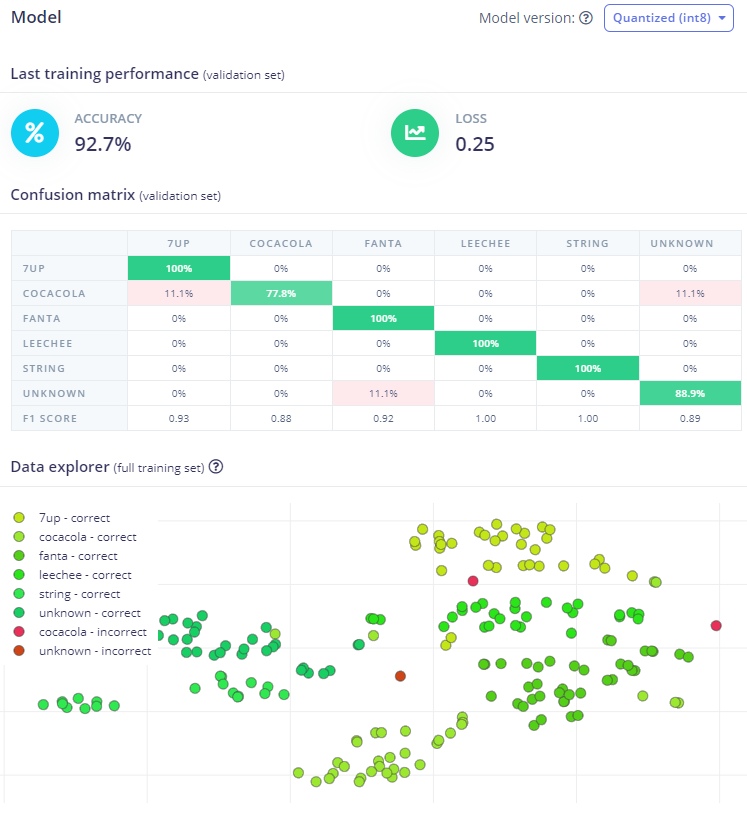 Model
Model version: ? Quantized (int8)
Last training performance (validation set)
% ACCURACY
92.7%
LOSS
0.25
Confusion matrix (validation set)
7UP COCACOLA FANTA LEECHEE STRING UNKNOWN
7UP 100% 0% 0% 0% 0% 0%
COCACOLA 11.1% 77.8% 0% 0% 0% 11.1%
FANTA 0% 0% 100% 0% 0% 0%
LEECHEE 0% 0% 0% 100% 0% 0%
STRING 0% 0% 0% 0% 100% 0%
UNKNOWN 0% 0% 11.1% 0% 0% 88.9%
F1 SCORE 0.93 0.88 0.92 1.00 1.00 0.89
Data explorer (full training set) ?
7up - correct
cocacola - correct
fanta - correct
leechee - correct
string - correct
unknown - correct
cocacola - incorrect
unknown - incorrect